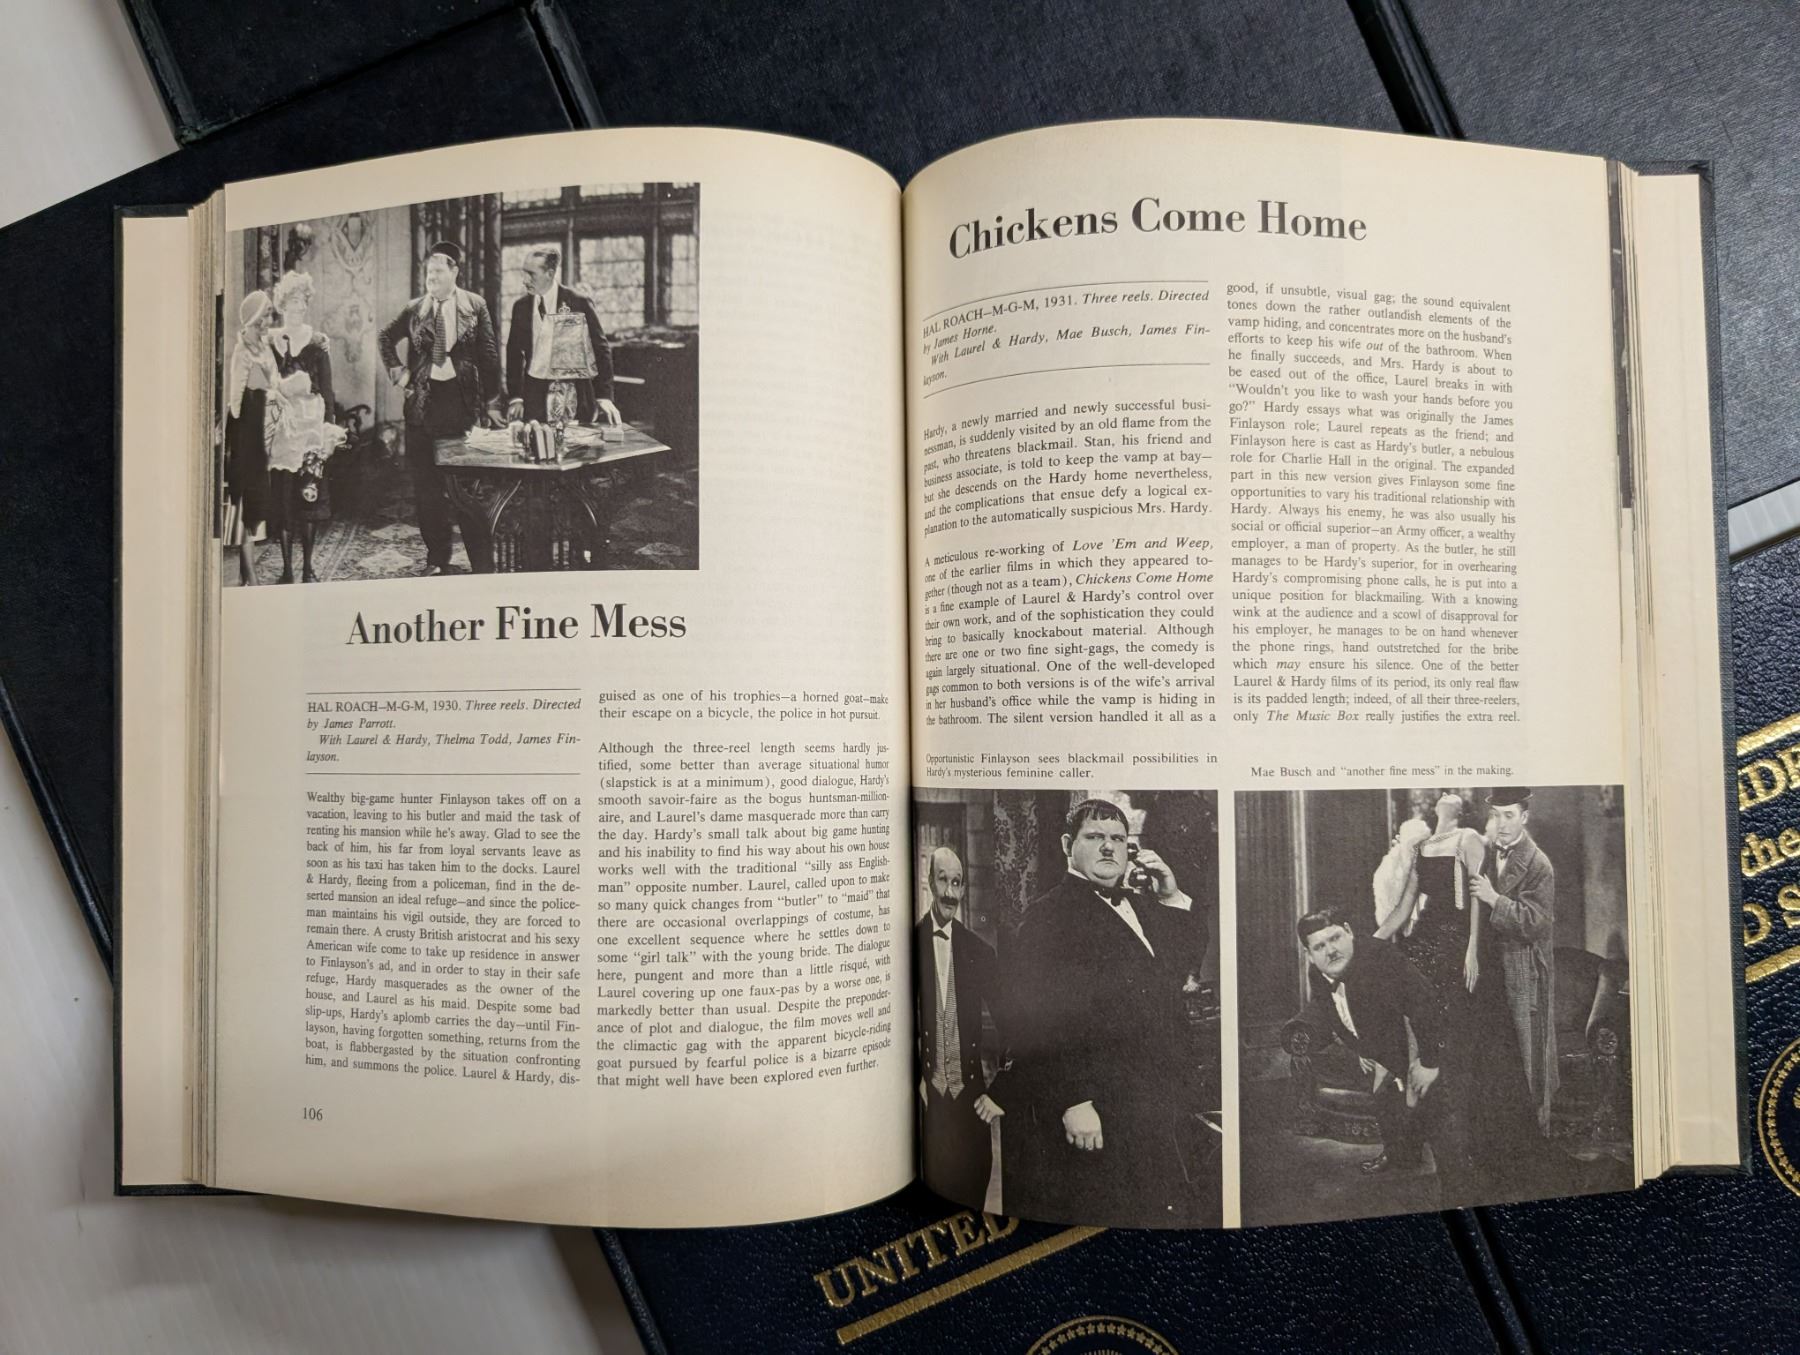 Another Fine Mess
HAL ROACH—M-G-M, 1930. Three reels. Directed
by James Parrott.
With Laurel & Hardy, Thelma Todd, James Fin-
layson.
Wealthy big-game hunter Finlayson takes off on a
vacation, leaving to his butler and maid the task of
renting his mansion while he's away. Glad to see the
back of him, his far from loyal servants leave as
soon as his taxi has taken him to the docks. Laurel
& Hardy, fleeing from a policeman, find in the de-
serted mansion an ideal refuge—and since the police-
man maintains his vigil outside, they are forced to
remain there. A crusty British aristocrat and his sexy
American wife come to take up residence in answer
to Finlayson's ad, and in order to stay in their safe
refuge, Hardy masquerades as the owner of the
house, and Laurel as his maid. Despite some bad
slip-ups, Hardy's aplomb carries the day—until Fin-
layson, having forgotten something, returns from the
boat, is flabbergasted by the situation confronting
him, and summons the police. Laurel & Hardy, dis-
guised as one of his trophies—a horned goat—make
their escape on a bicycle, the police in hot pursuit.
Although the three-reel length seems hardly jus-
tified, some better than average situational humor
(slapstick is at a minimum), good dialogue, Hardy's
smooth savoir-faire as the bogus huntsman-million-
aire, and Laurel's dame masquerade more than carry
the day. Hardy's small talk about big game hunting
and his inability to find his way about his own house
works well with the traditional "silly ass English-
man" opposite number. Laurel, called upon to make
so many quick changes from "butler" to "maid" that
there are occasional overlappings of costume, has
one excellent sequence where he settles down to
some "girl talk" with the young bride. The dialogue
here, pungent and more than a little risqué, with
Laurel covering up one faux-pas by a worse one, is
markedly better than usual. Despite the preponder-
ance of plot and dialogue, the film moves well and
the climactic gag with the apparent bicycle-riding
goat pursued by fearful police is a bizarre episode
that might well have been explored even further.
106
Chickens Come Home
HAL ROACH—M-G-M, 1931. Three reels. Directed
by James Horne.
With Laurel & Hardy, Mae Busch, James Fin-
layson.
Hardy, a newly married and newly successful busi-
nessman, is suddenly visited by an old flame from the
past, who threatens blackmail. Stan, his friend and
business associate, is told to keep the vamp at bay—
but she descends on the Hardy home nevertheless,
and the complications that ensue defy a logical ex-
planation to the automatically suspicious Mrs. Hardy.
A meticulous re-working of Love 'Em and Weep,
one of the earlier films in which they appeared to-
gether (though not as a team), Chickens Come Home
is a fine example of Laurel & Hardy's control over
their own work, and of the sophistication they could
bring to basically knockabout material. Although
there are one or two fine sight-gags, the comedy is
again largely situational. One of the well-developed
gags common to both versions is of the wife's arrival
in her husband's office while the vamp is hiding in
the bathroom. The silent version handled it all as a
good, if unsubtle, visual gag; the sound equivalent
tones down the rather outlandish elements of the
vamp hiding, and concentrates more on the husband's
efforts to keep his wife out of the bathroom. When
he finally succeeds, and Mrs. Hardy is about to
be eased out of the office, Laurel breaks in with
"Wouldn't you like to wash your hands before you
go?" Hardy essays what was originally the James
Finlayson role; Laurel repeats as the friend; and
Finlayson here is cast as Hardy's butler, a nebulous
role for Charlie Hall in the original. The expanded
part in this new version gives Finlayson some fine
opportunities to vary his traditional relationship with
Hardy. Always his enemy, he was also usually his
social or official superior—an Army officer, a wealthy
employer, a man of property. As the butler, he still
manages to be Hardy's superior, for in overhearing
Hardy's compromising phone calls, he is put into a
unique position for blackmailing. With a knowing
wink at the audience and a scowl of disapproval for
his employer, he manages to be on hand whenever
the phone rings, hand outstretched for the bribe
which may ensure his silence. One of the better
Laurel & Hardy films of its period, its only real flaw
is its padded length; indeed, of all their three-reelers,
only The Music Box really justifies the extra reel.
Opportunistic Finlayson sees blackmail possibilities in
Hardy's mysterious feminine caller.
Mae Busch and "another fine mess" in the making.
UNITED
the